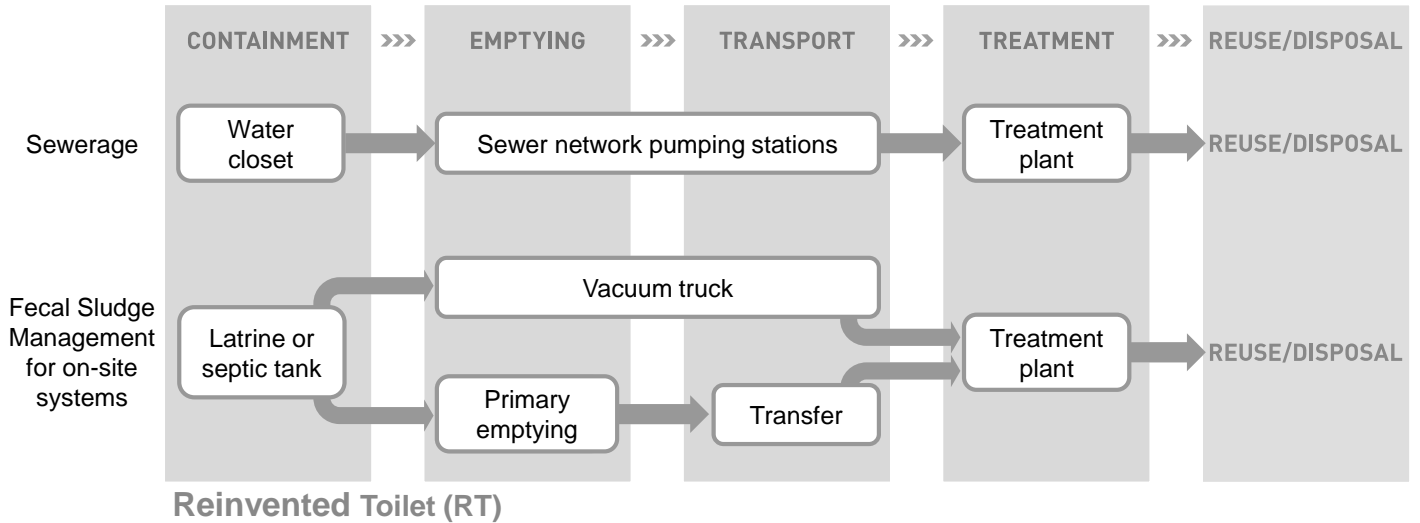 CONTAINMENT >>> EMPTYING >>> TRANSPORT >>> TREATMENT >>> REUSE/DISPOSAL
Sewerage
Water
closet
Sewer network pumping stations
Treatment
plant
REUSE/DISPOSAL
Fecal Sludge
Management
for on-site
systems
Latrine or
septic tank
Vacuum truck
Primary
emptying
Transfer
Treatment
plant
REUSE/DISPOSAL
Reinvented Toilet (RT)